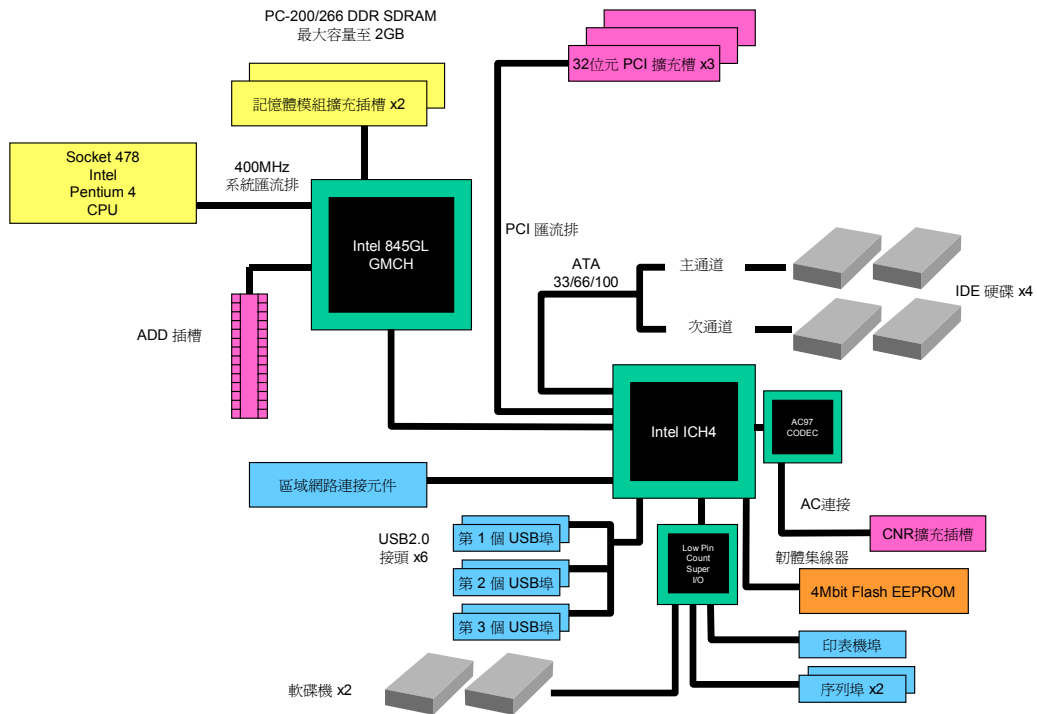 PC-200/266 DDR SDRAM
最大容量至 2GB
32位元 PCI 擴充槽 x3
記憶體模組擴充插槽 x2
Socket 478
Intel
Pentium 4
CPU
400MHz
系統匯流排
Intel 845GL
GMCH
PCI 匯流排
ATA
33/66/100
主通道
次通道
IDE 硬碟 x4
ADD 插槽
Intel ICH4
AC97
CODEC
區域網路連接元件
AC連接
CNR擴充插槽
USB2.0
接頭 x6
第 1 個 USB埠
第 2 個 USB埠
第 3 個 USB埠
Low Pin
Count
Super
I/O
韌體集線器
4Mbit Flash EEPROM
印表機埠
序列埠 x2
軟碟機 x2